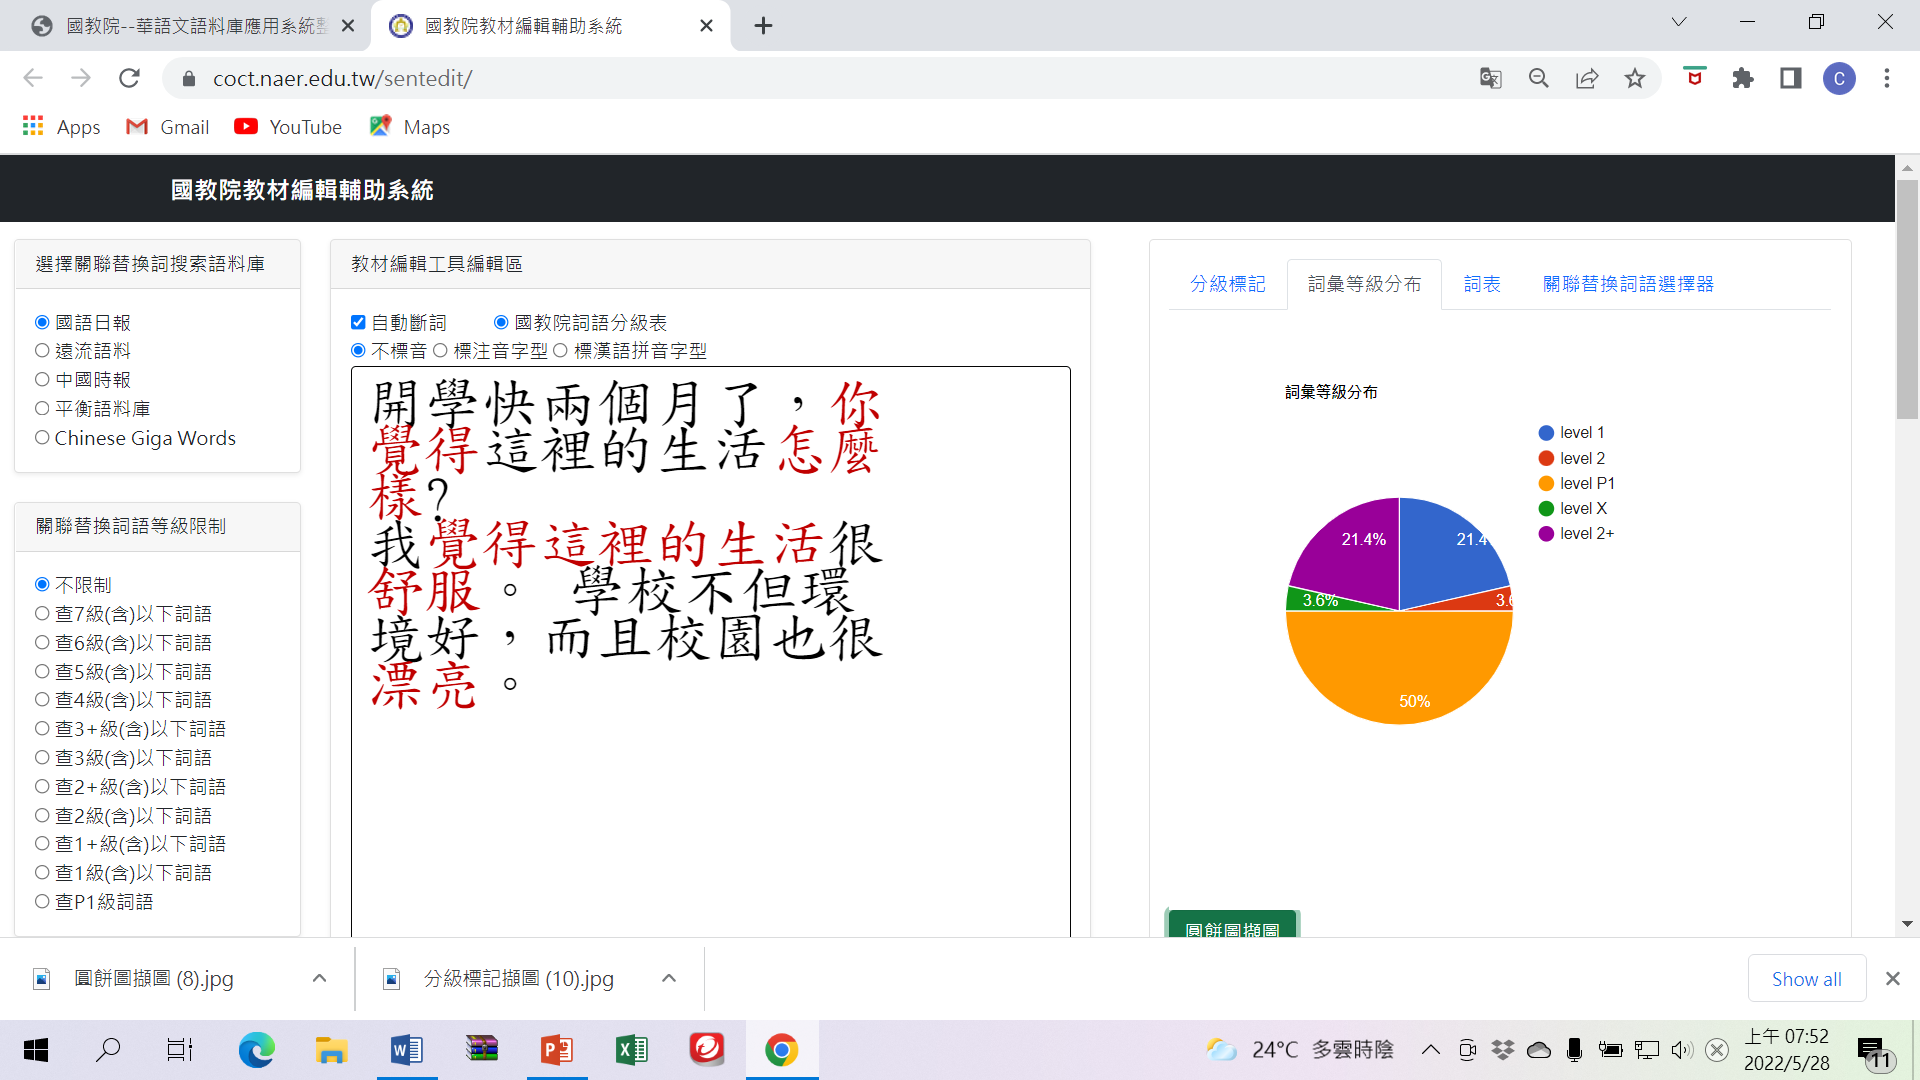 國教院--華語文語料庫應用系統整
國教院教材編輯輔助系統
coct.naer.edu.tw/sentedit/
C
Apps
Gmail
YouTube
Maps
國教院教材編輯輔助系統
選擇關聯替換詞搜索語料庫
國語日報
遠流語料
中國時報
平衡語料庫
Chinese Giga Words
關聯替換詞語等級限制
不限制
查7級(含)以下詞語
查6級(含)以下詞語
查5級(含)以下詞語
查4級(含)以下詞語
查3+級(含)以下詞語
查3級(含)以下詞語
查2+級(含)以下詞語
查2級(含)以下詞語
查1+級(含)以下詞語
查1級(含)以下詞語
查P1級詞語
教材編輯工具編輯區
自動斷詞 國教院詞語分級表
不標音 標注音字型 標漢語拼音字型
開學快兩個月了，你
覺得這裡的生活怎麼
樣?
我覺得這裡的生活很
舒服。 學校不但環
境好，而且校園也很
漂亮。
分級標記 詞彙等級分布 詞表 關聯替換詞語選擇器
詞彙等級分布
level 1
level 2
level P1
level X
level 2+
21.4%
21.4
3.6%
3.6
50%
圓餅圖擷圖
圓餅圖擷圖 (8).jpg
分級標記擷圖 (10).jpg
Show all
24°C 多雲時陰
上午 07:52
2022/5/28
11